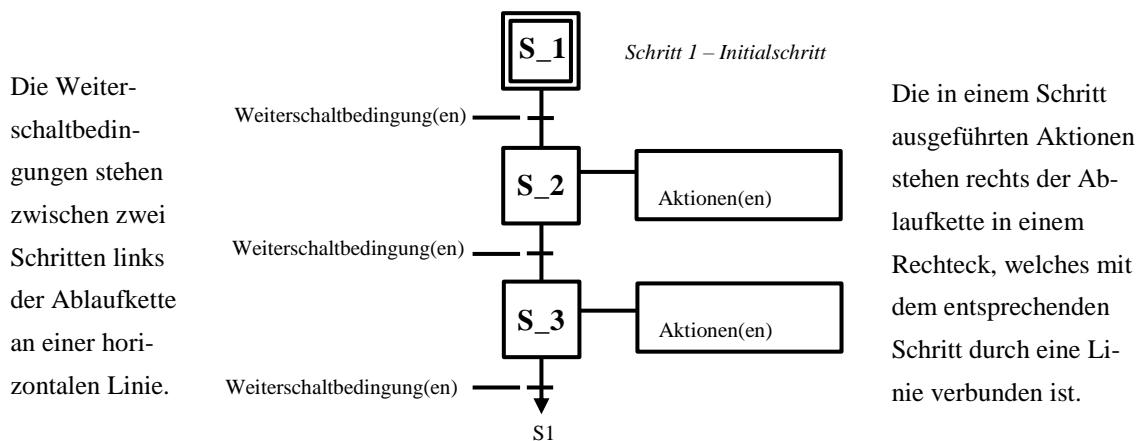 Die Weiter-
schaltbedin-
gungen stehen
zwischen zwei
Schritten links
der Ablaufkette
an einer hori-
zontalen Linie.
S_1
Schritt 1 – Initialschritt
Weiterschaltbedingung(en)
S_2
Aktionen(en)
Weiterschaltbedingung(en)
S_3
Aktionen(en)
Weiterschaltbedingung(en)
S1
Die in einem Schritt
ausgeführten Aktionen
stehen rechts der Ab-
laufkette in einem
Rechteck, welches mit
dem entsprechenden
Schritt durch eine Li-
nie verbunden ist.